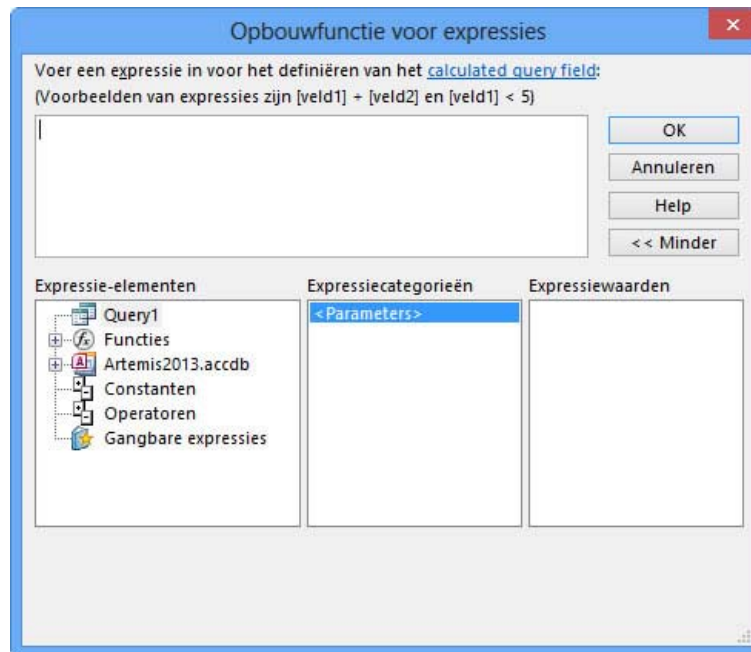 Opbouwfunctie voor expressies
Voer een expressie in voor het definiëren van het calculated query field:
(Voorbeelden van expressies zijn [veld1] + [veld2] en [veld1] < 5)
OK
Annuleren
Help
<< Minder
Expressie-elementen
Query1
Functies
Artemis2013.accdb
Constanten
Operatoren
Gangbare expressies
Expressiecategorieën
<Parameters>
Expressiewaarden